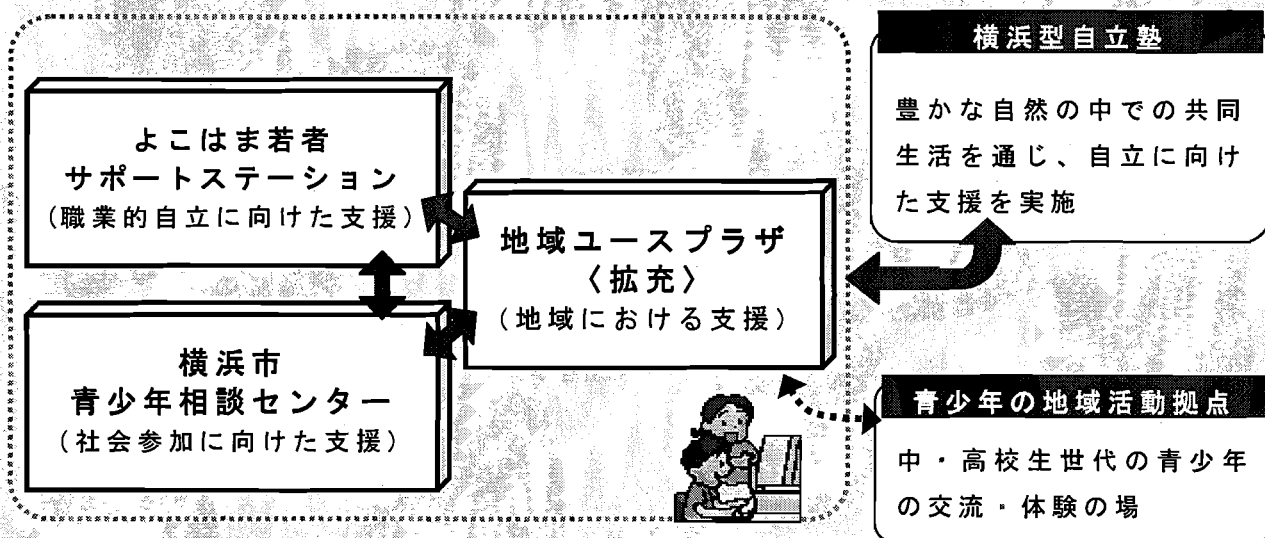 よこはま若者
サポートステーション
(職業的自立に向けた支援)
横浜市
青少年相談センター
(社会参加に向けた支援)
地域ユースプラザ
〈拡充〉
(地域における支援)
横浜型自立塾
豊かな自然の中での共同
生活を通じ、自立に向け
た支援を実施
青少年の地域活動拠点
中・高校生世代の青少年
の交流・体験の場